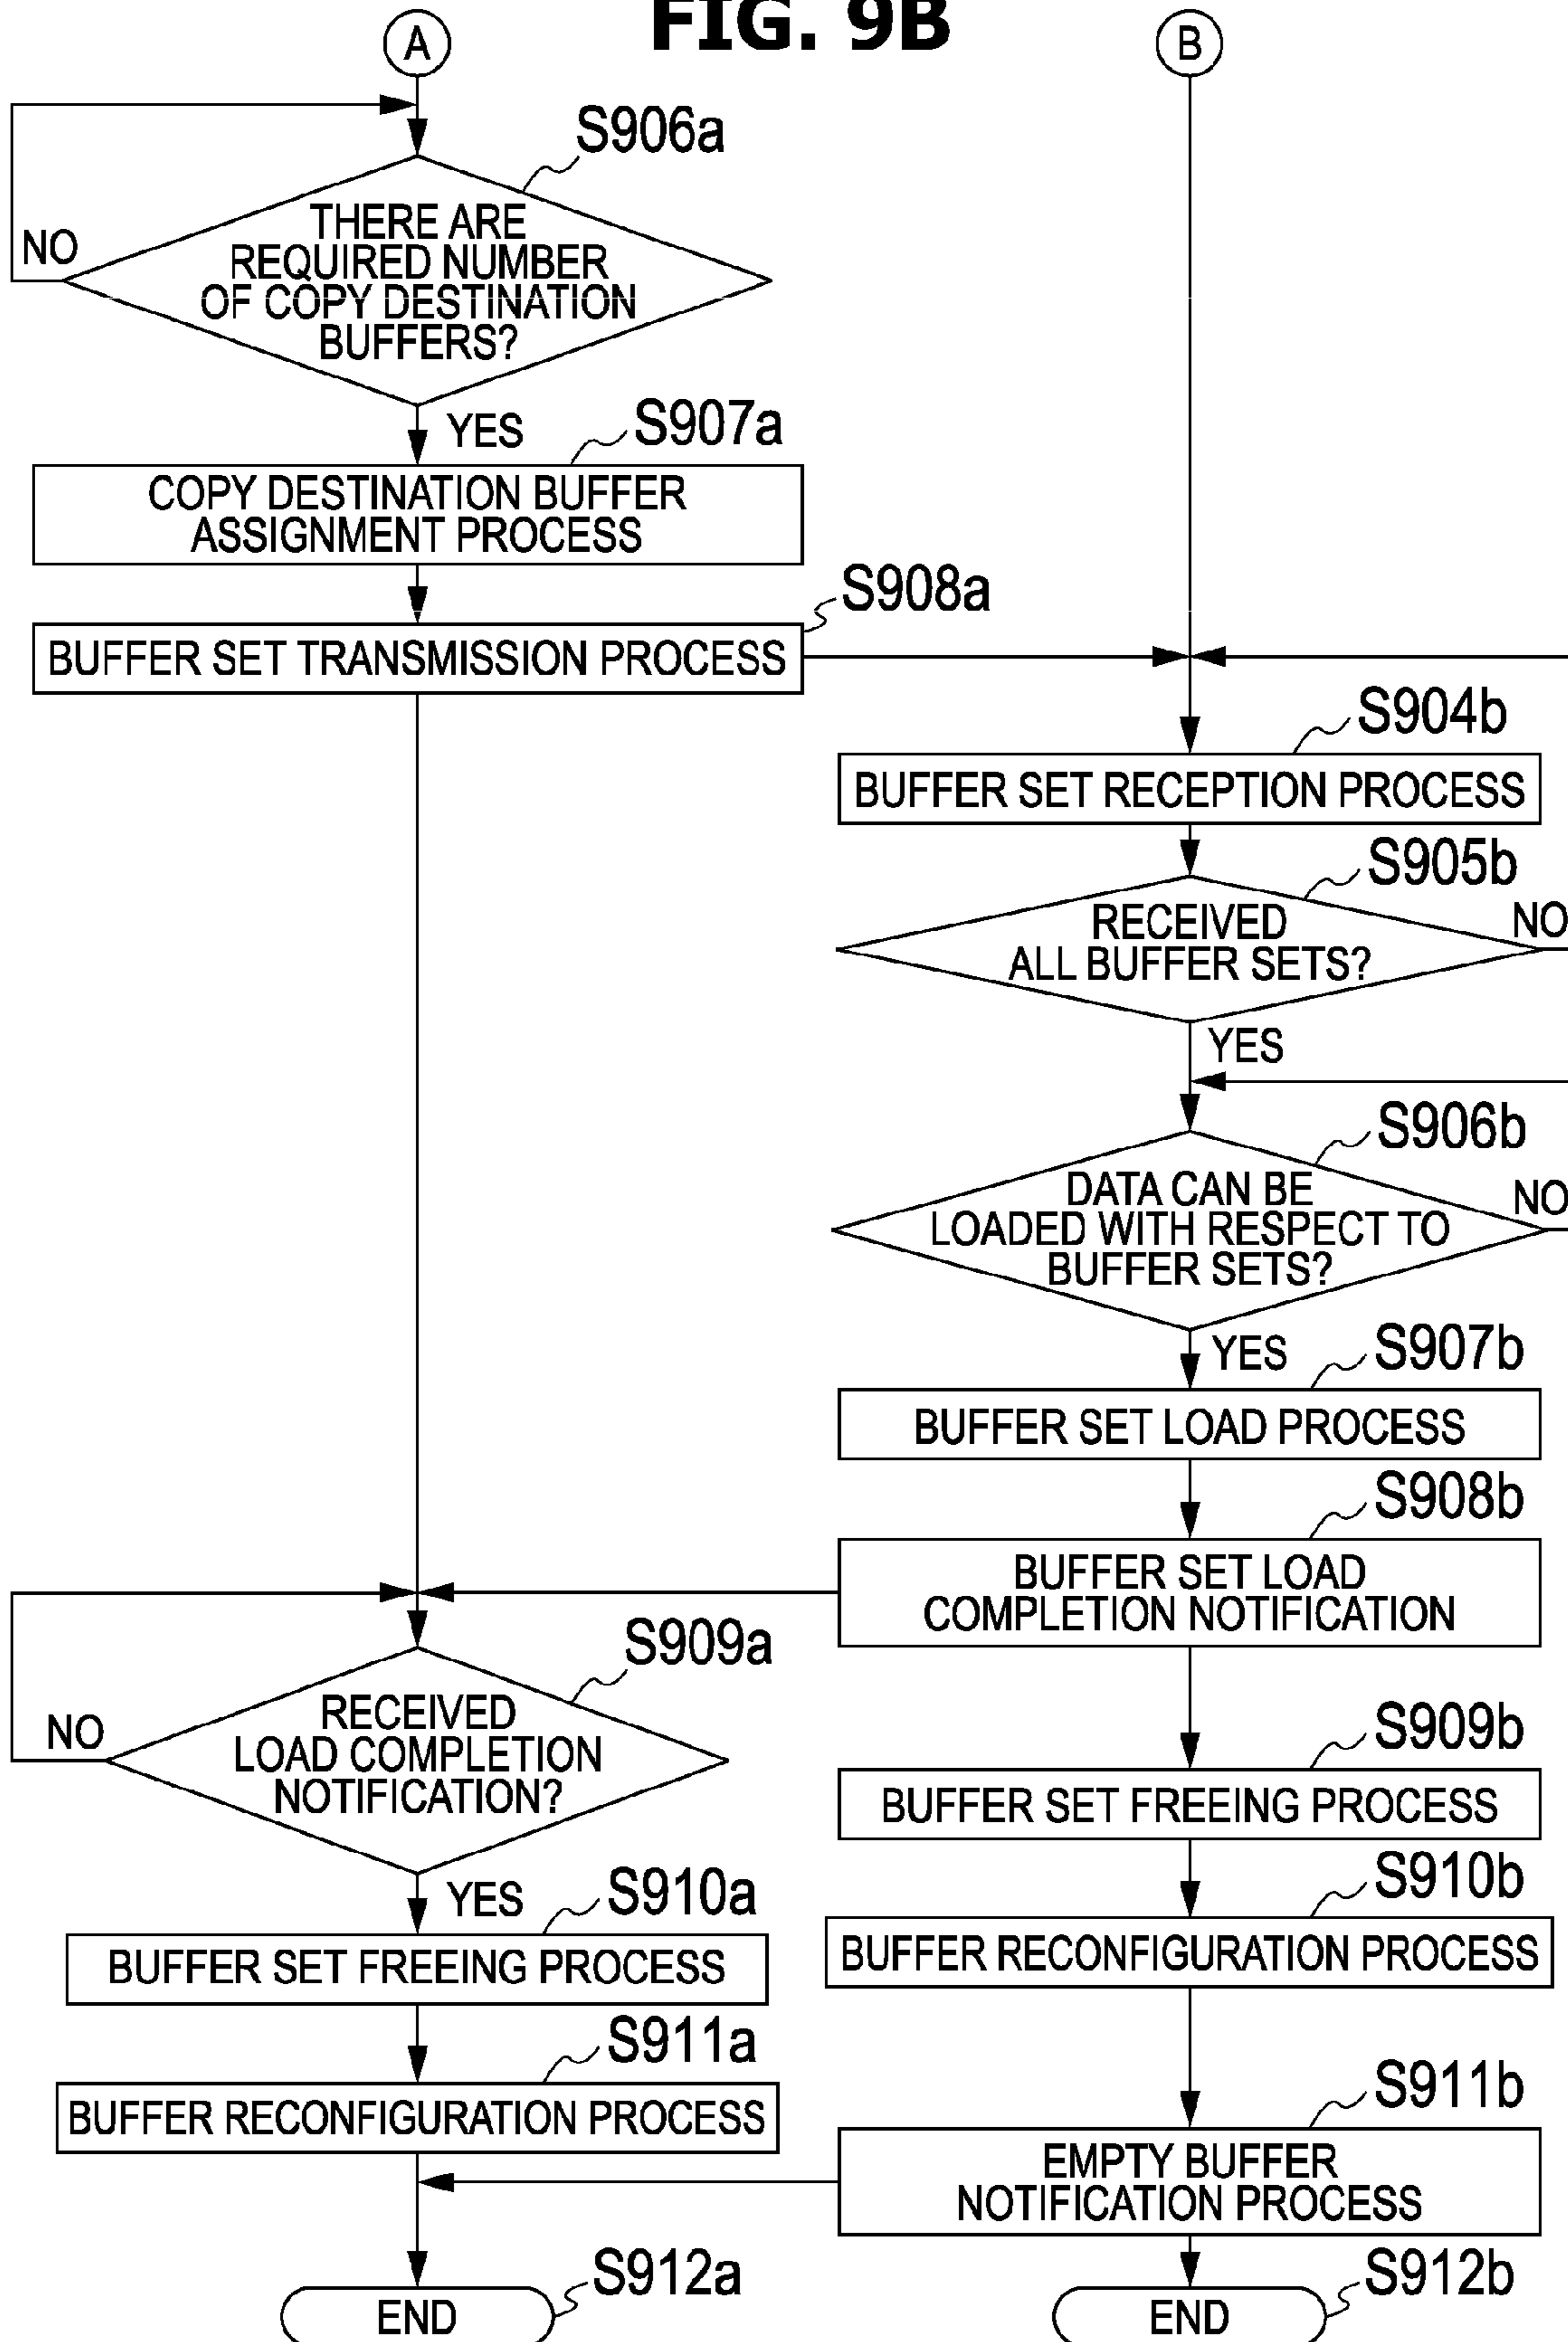 FIG. 9B
A
B
S906a
THERE ARE
REQUIRED NUMBER
OF COPY DESTINATION
BUFFERS?
NO
YES
S907a
COPY DESTINATION BUFFER
ASSIGNMENT PROCESS
S908a
BUFFER SET TRANSMISSION PROCESS
S904b
BUFFER SET RECEPTION PROCESS
S905b
RECEIVED
ALL BUFFER SETS?
NO
YES
S906b
DATA CAN BE
LOADED WITH RESPECT TO
BUFFER SETS?
NO
YES
S907b
BUFFER SET LOAD PROCESS
S908b
BUFFER SET LOAD
COMPLETION NOTIFICATION
S909a
RECEIVED
LOAD COMPLETION
NOTIFICATION?
NO
YES
S909b
BUFFER SET FREEING PROCESS
S910a
BUFFER SET FREEING PROCESS
S910b
BUFFER RECONFIGURATION PROCESS
S911a
BUFFER RECONFIGURATION PROCESS
S911b
EMPTY BUFFER
NOTIFICATION PROCESS
S912a
END
S912b
END